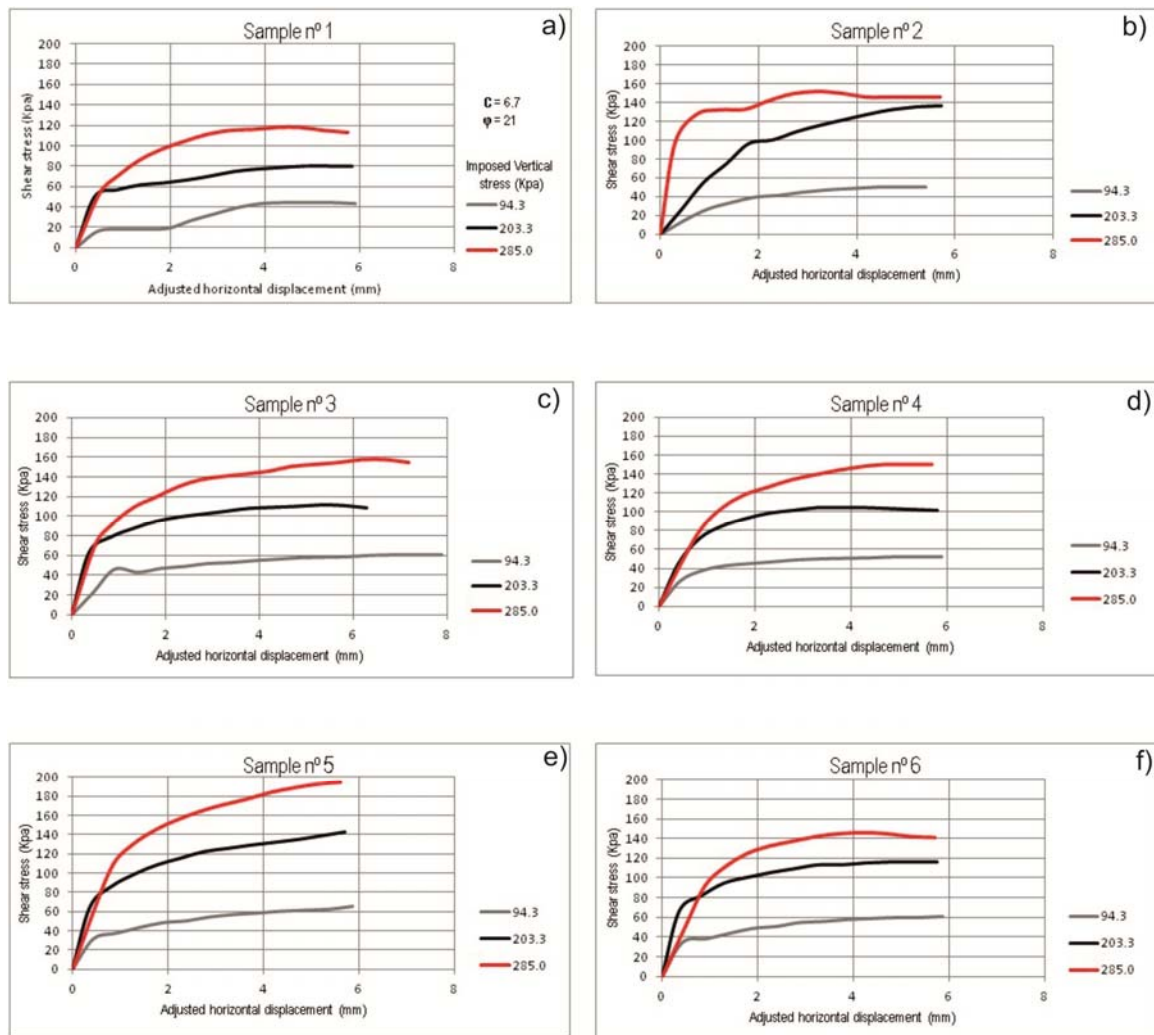 Sample nº 1
a)
Shear stress (Kpa)
200
180
160
140
120
100
80
60
40
20
0
0 2 4 6 8
Adjusted horizontal displacement (mm)
C = 6.7
φ = 21
Imposed Vertical
stress (Kpa)
94.3
203.3
285.0
Sample nº 2
b)
Shear stress (Kpa)
200
180
160
140
120
100
80
60
40
20
0
0 2 4 6 8
Adjusted horizontal displacement (mm)
94.3
203.3
285.0
Sample nº 3
c)
Shear stress (Kpa)
200
180
160
140
120
100
80
60
40
20
0
0 2 4 6 8
Adjusted horizontal displacement (mm)
94.3
203.3
285.0
Sample nº 4
d)
Shear stress (Kpa)
200
180
160
140
120
100
80
60
40
20
0
0 2 4 6 8
Adjusted horizontal displacement (mm)
94.3
203.3
285.0
Sample nº 5
e)
Shear stress (Kpa)
200
180
160
140
120
100
80
60
40
20
0
0 2 4 6 8
Adjusted horizontal displacement (mm)
94.3
203.3
285.0
Sample nº 6
f)
Shear stress (Kpa)
200
180
160
140
120
100
80
60
40
20
0
0 2 4 6 8
Adjusted horizontal displacement (mm)
94.3
203.3
285.0